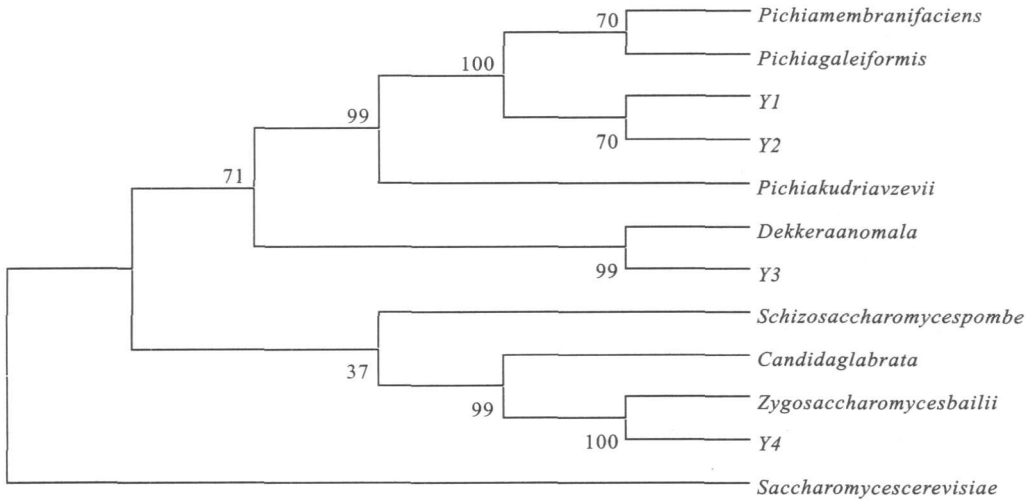 70
Pichiamembranifaciens
Pichiagaleiformis
100
Y1
99
70
Y2
71
Pichiakudriavzevii
Dekkeraanomala
99
Y3
Schizosaccharomycespombe
37
Candidaglabrata
99
Zygosaccharomycesbailii
100
Y4
Saccharomycescerevisiae